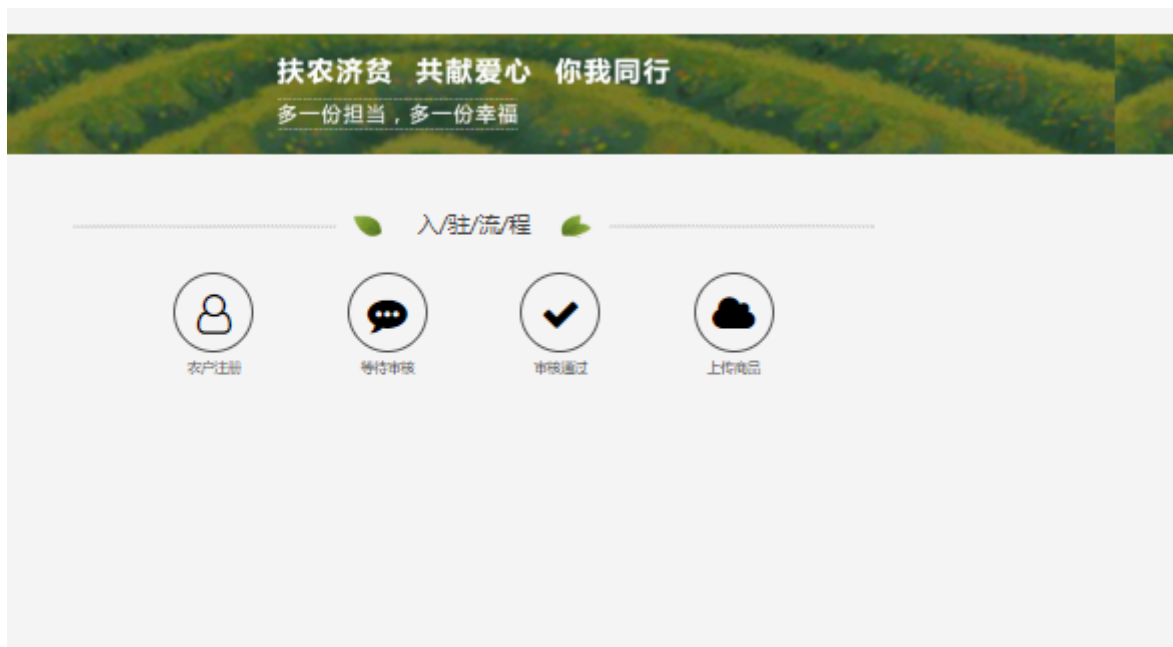 扶农济贫 共献爱心 你我同行
多一份担当，多一份幸福
入/驻/流/程
农户注册 等待审核 审核通过 上传商品